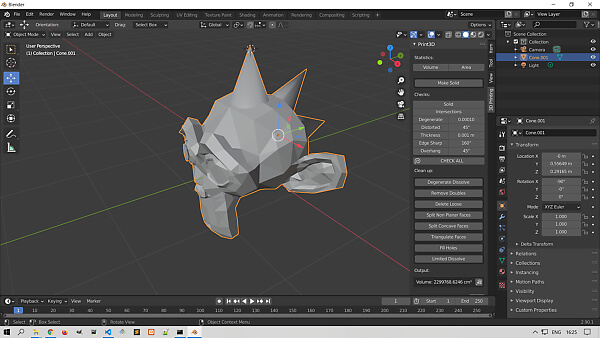 Blender
File Edit Render Window Help Layout Modeling Sculpting UV Editing Texture Paint Shading Animation Rendering Compositing Scripting Scene View Layer
Orientation: Default Drag: Select Box Global Options
Object Mode View Select Add Object
User Perspective
(1) Collection | Cone.001
Print3D
Statistics:
Volume Area
Make Solid
Checks:
Solid
Intersections
Degenerate 0.00010
Distorted 45°
Thickness 0.001 m
Edge Sharp 160°
Overhang 45°
CHECK ALL
Clean up:
Degenerate Dissolve
Remove Doubles
Delete Loose
Split Non Planar Faces
Split Concave Faces
Triangulate Faces
Fill Holes
Limited Dissolve
Output:
Volume: 2299768.6246 cm³
Item
Tool
View
3D Printing
Scene Collection
Collection
Camera
Cone.001
Light
Cone.001
Cone.001
Transform
Location X -0 m
Y 0.55649 m
Z 0.29165 m
Rotation X -90°
Y -0°
Z 0°
Mode XYZ Euler
Scale X 1.000
Y 1.000
Z 1.000
Delta Transform
Relations
Collections
Instancing
Motion Paths
Visibility
Viewport Display
Custom Properties
Playback Keying View Marker 1 Start 1 End 250
Select Box Select Rotate View Object Context Menu 2.90.1
ENG 16:25